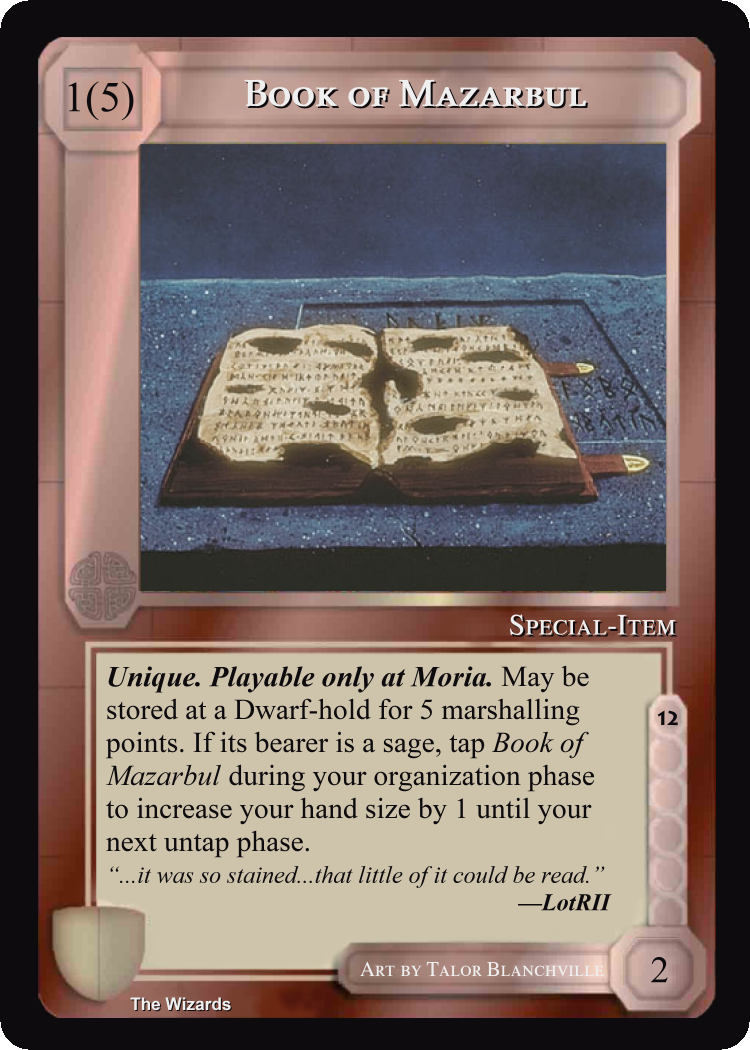 1(5)
Book of Mazarbul
Special-Item
Unique. Playable only at Moria. May be
stored at a Dwarf-hold for 5 marshalling
points. If its bearer is a sage, tap Book of
Mazarbul during your organization phase
to increase your hand size by 1 until your
next untap phase.
“...it was so stained...that little of it could be read.”
—LotRII
12
Art by Talor Blanchville
2
The Wizards